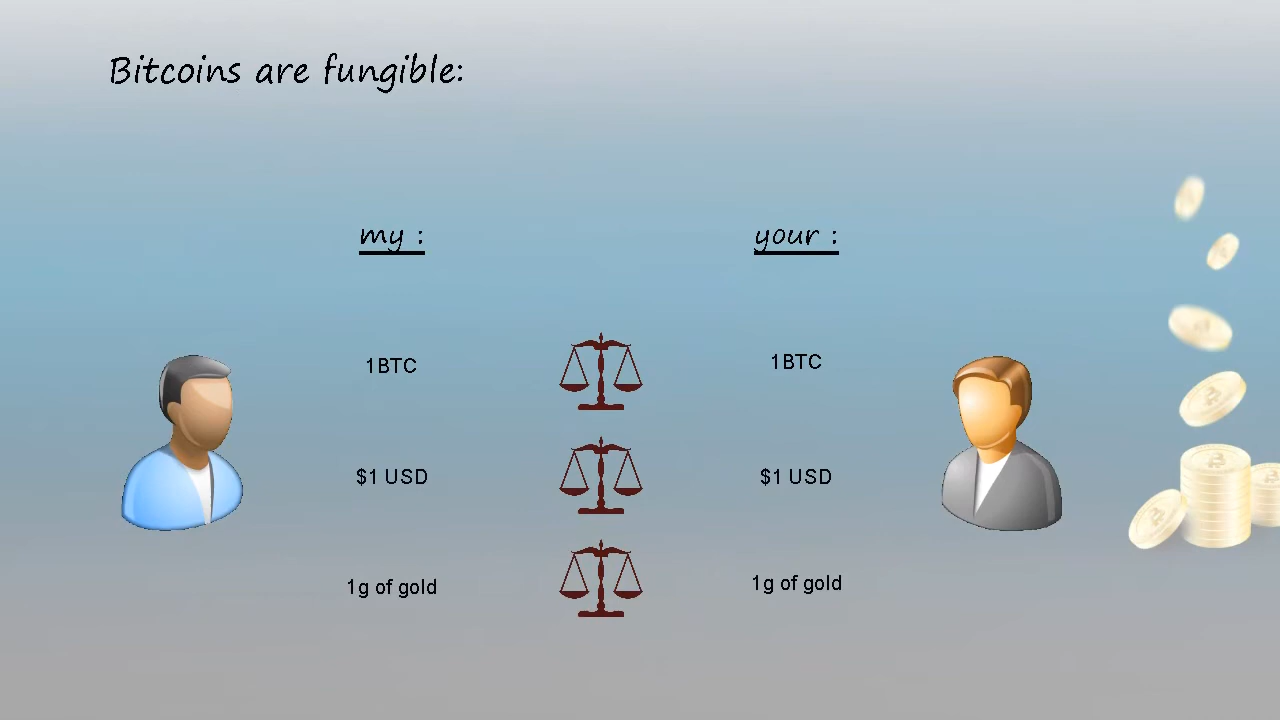 Bitcoins are fungible:
my :
your :
1BTC
1BTC
$1 USD
$1 USD
1g of gold
1g of gold